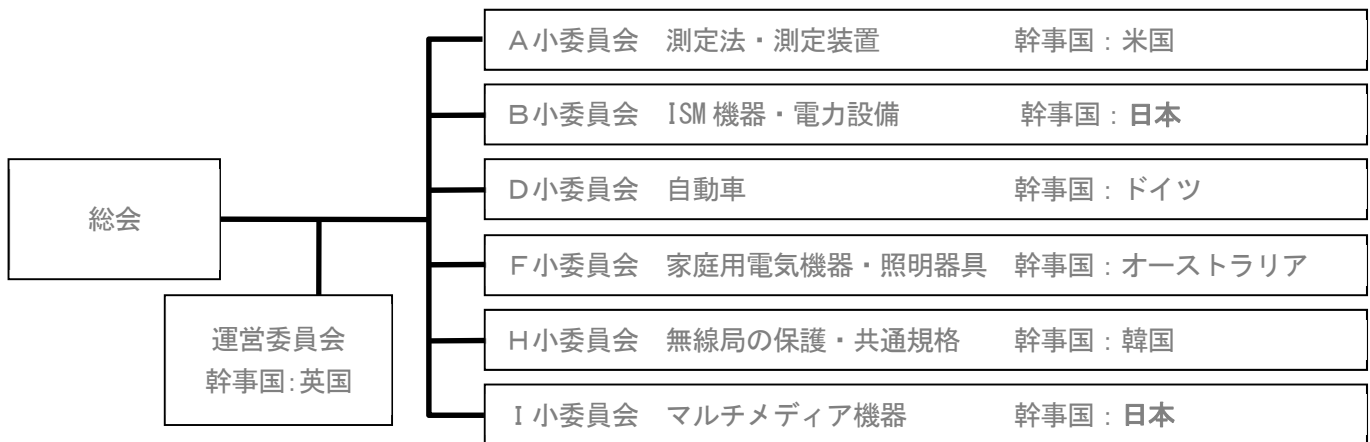 A小委員会　測定法・測定装置　幹事国：米国
B小委員会　ISM機器・電力設備　幹事国：日本
D小委員会　自動車　幹事国：ドイツ
総会
F小委員会　家庭用電気機器・照明器具　幹事国：オーストラリア
運営委員会
幹事国：英国
H小委員会　無線局の保護・共通規格　幹事国：韓国
I小委員会　マルチメディア機器　幹事国：日本